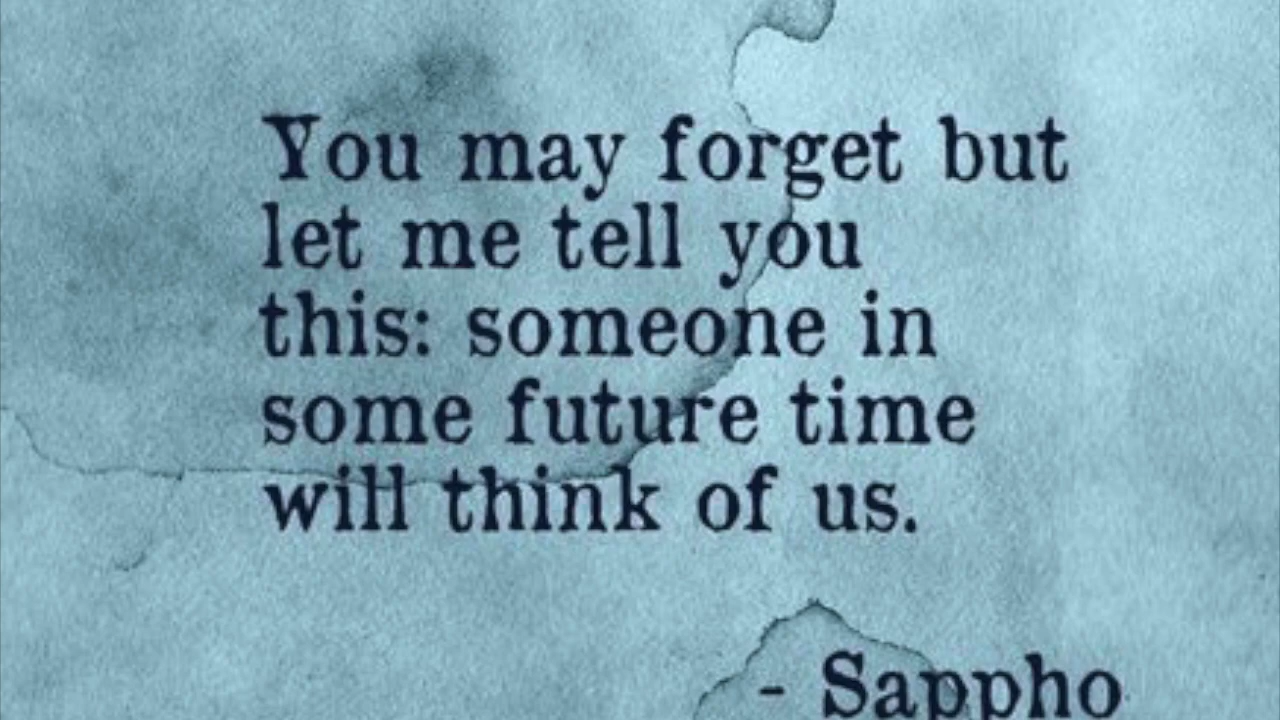 You may forget but
let me tell you
this: someone in
some future time
will think of us.
- Sappho